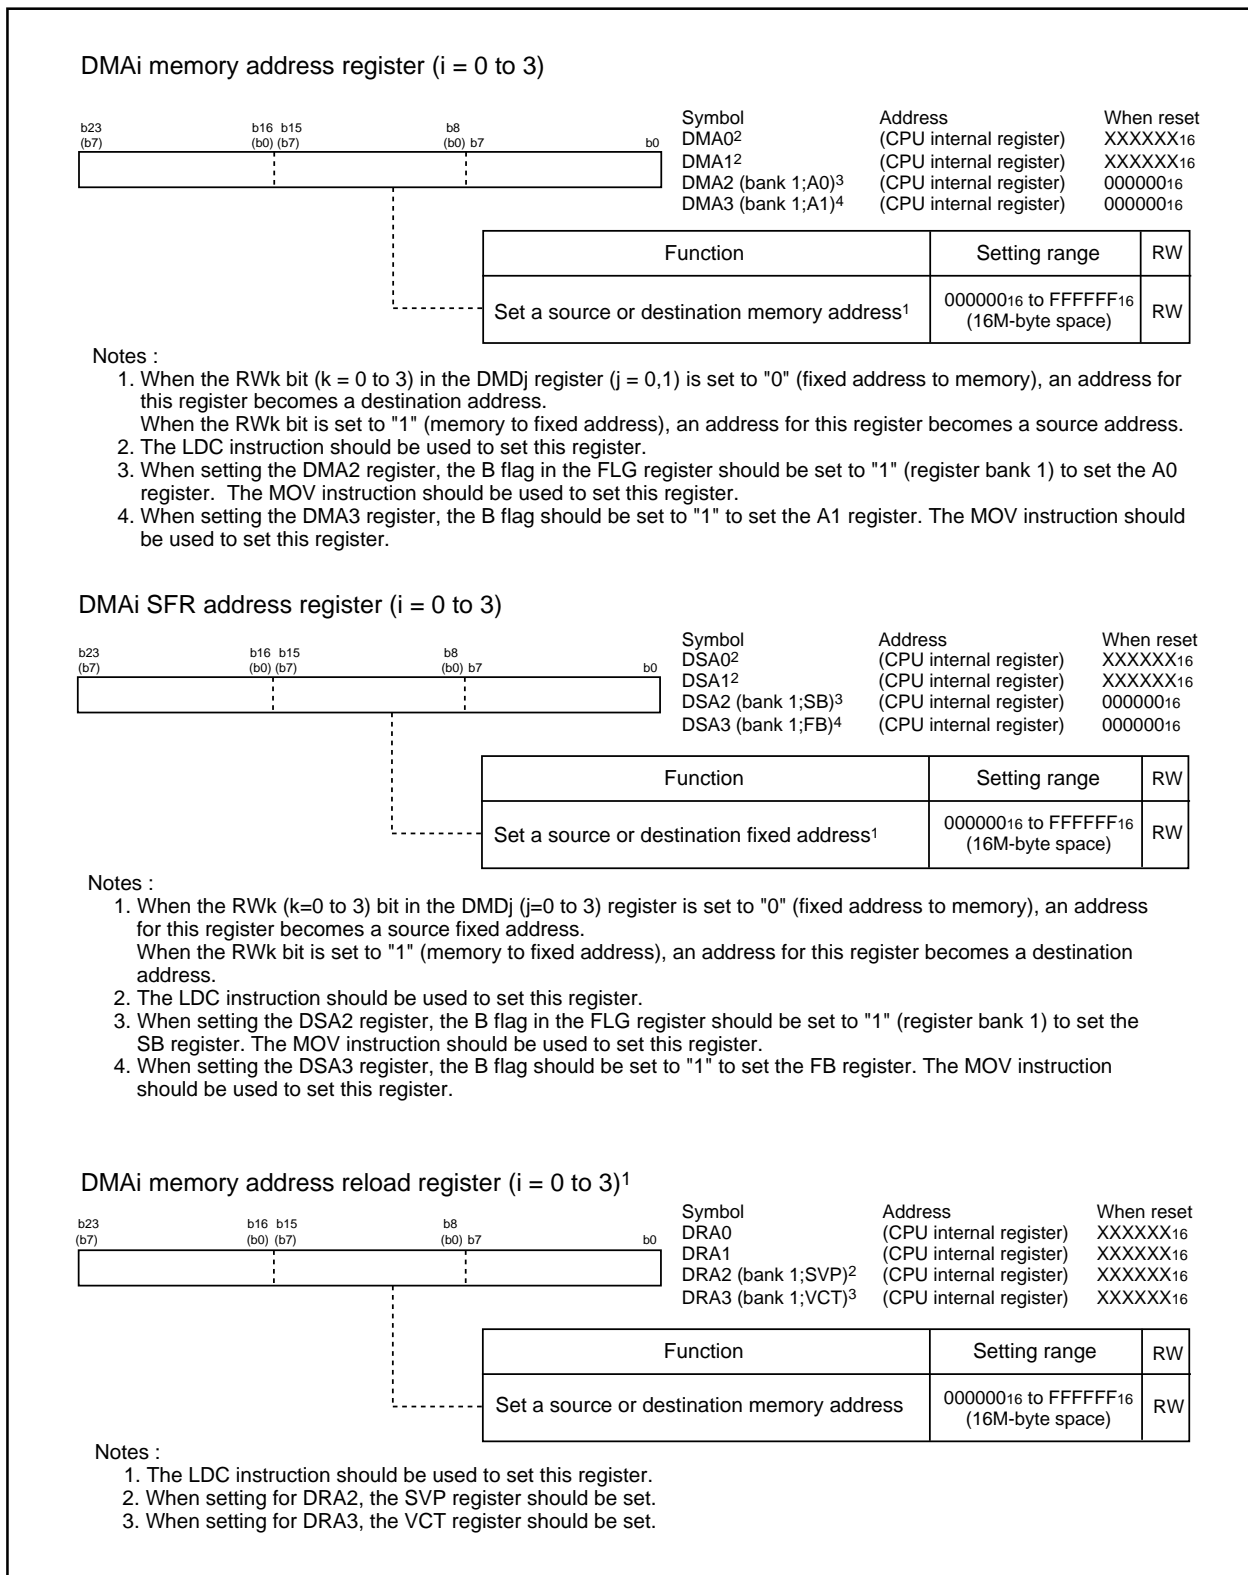 DMAi memory address register (i = 0 to 3)
Symbol Address When reset
b23 b16 b15 b8
(b7) (b0) (b7) (b0) b7 b0
DMA0² (CPU internal register) XXXXXX₁₆
DMA1² (CPU internal register) XXXXXX₁₆
DMA2 (bank 1;A0)³ (CPU internal register) 000000₁₆
DMA3 (bank 1;A1)⁴ (CPU internal register) 000000₁₆
Function Setting range RW
Set a source or destination memory address¹ 000000₁₆ to FFFFFF₁₆ RW
(16M-byte space)
Notes :
1. When the RWk bit (k = 0 to 3) in the DMDj register (j = 0,1) is set to "0" (fixed address to memory), an address for
this register becomes a destination address.
When the RWk bit is set to "1" (memory to fixed address), an address for this register becomes a source address.
2. The LDC instruction should be used to set this register.
3. When setting the DMA2 register, the B flag in the FLG register should be set to "1" (register bank 1) to set the A0
register. The MOV instruction should be used to set this register.
4. When setting the DMA3 register, the B flag should be set to "1" to set the A1 register. The MOV instruction should
be used to set this register.
DMAi SFR address register (i = 0 to 3)
Symbol Address When reset
b23 b16 b15 b8
(b7) (b0) (b7) (b0) b7 b0
DSA0² (CPU internal register) XXXXXX₁₆
DSA1² (CPU internal register) XXXXXX₁₆
DSA2 (bank 1;SB)³ (CPU internal register) 000000₁₆
DSA3 (bank 1;FB)⁴ (CPU internal register) 000000₁₆
Function Setting range RW
Set a source or destination fixed address¹ 000000₁₆ to FFFFFF₁₆ RW
(16M-byte space)
Notes :
1. When the RWk (k=0 to 3) bit in the DMDj (j=0 to 3) register is set to "0" (fixed address to memory), an address
for this register becomes a source fixed address.
When the RWk bit is set to "1" (memory to fixed address), an address for this register becomes a destination
address.
2. The LDC instruction should be used to set this register.
3. When setting the DSA2 register, the B flag in the FLG register should be set to "1" (register bank 1) to set the
SB register. The MOV instruction should be used to set this register.
4. When setting the DSA3 register, the B flag should be set to "1" to set the FB register. The MOV instruction
should be used to set this register.
DMAi memory address reload register (i = 0 to 3)¹
Symbol Address When reset
b23 b16 b15 b8
(b7) (b0) (b7) (b0) b7 b0
DRA0 (CPU internal register) XXXXXX₁₆
DRA1 (CPU internal register) XXXXXX₁₆
DRA2 (bank 1;SVP)² (CPU internal register) XXXXXX₁₆
DRA3 (bank 1;VCT)³ (CPU internal register) XXXXXX₁₆
Function Setting range RW
Set a source or destination memory address 000000₁₆ to FFFFFF₁₆ RW
(16M-byte space)
Notes :
1. The LDC instruction should be used to set this register.
2. When setting for DRA2, the SVP register should be set.
3. When setting for DRA3, the VCT register should be set.